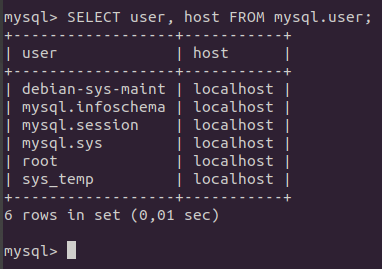 mysql> SELECT user, host FROM mysql.user;
+------------------+-----------+
| user             | host      |
+------------------+-----------+
| debian-sys-maint | localhost |
| mysql.infoschema | localhost |
| mysql.session    | localhost |
| mysql.sys        | localhost |
| root             | localhost |
| sys_temp         | localhost |
+------------------+-----------+
6 rows in set (0,01 sec)
mysql>